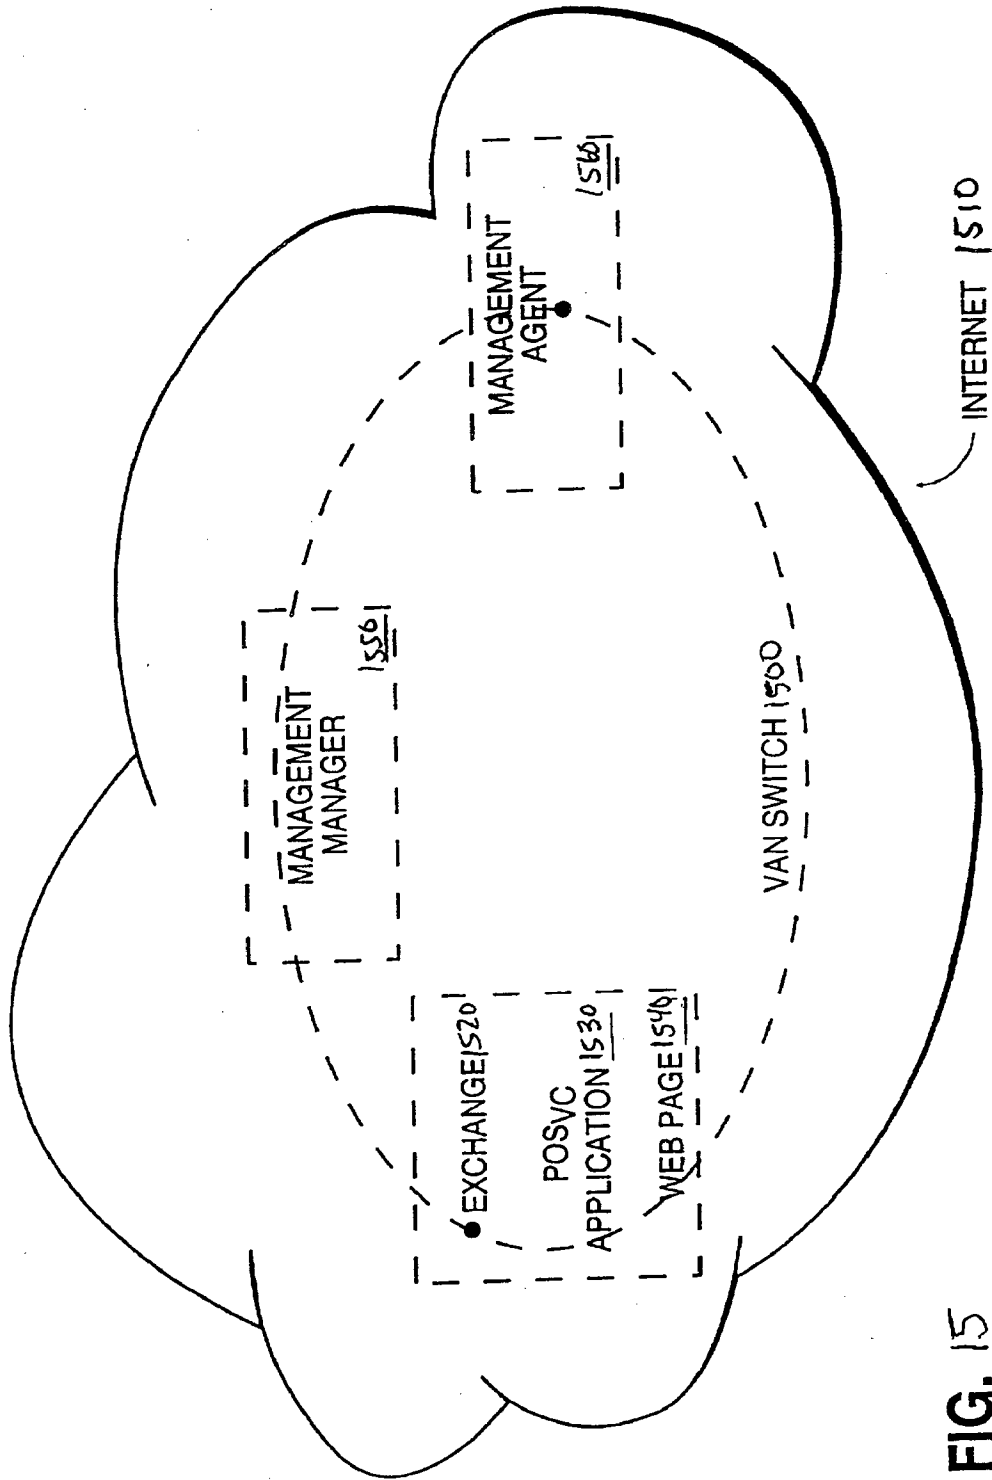 MANAGEMENT
MANAGER
1556
MANAGEMENT
AGENT
1560
EXCHANGE 1520
POSVC
APPLICATION 1530
WEB PAGE 1540
VAN SWITCH 1500
INTERNET 1510
FIG. 15